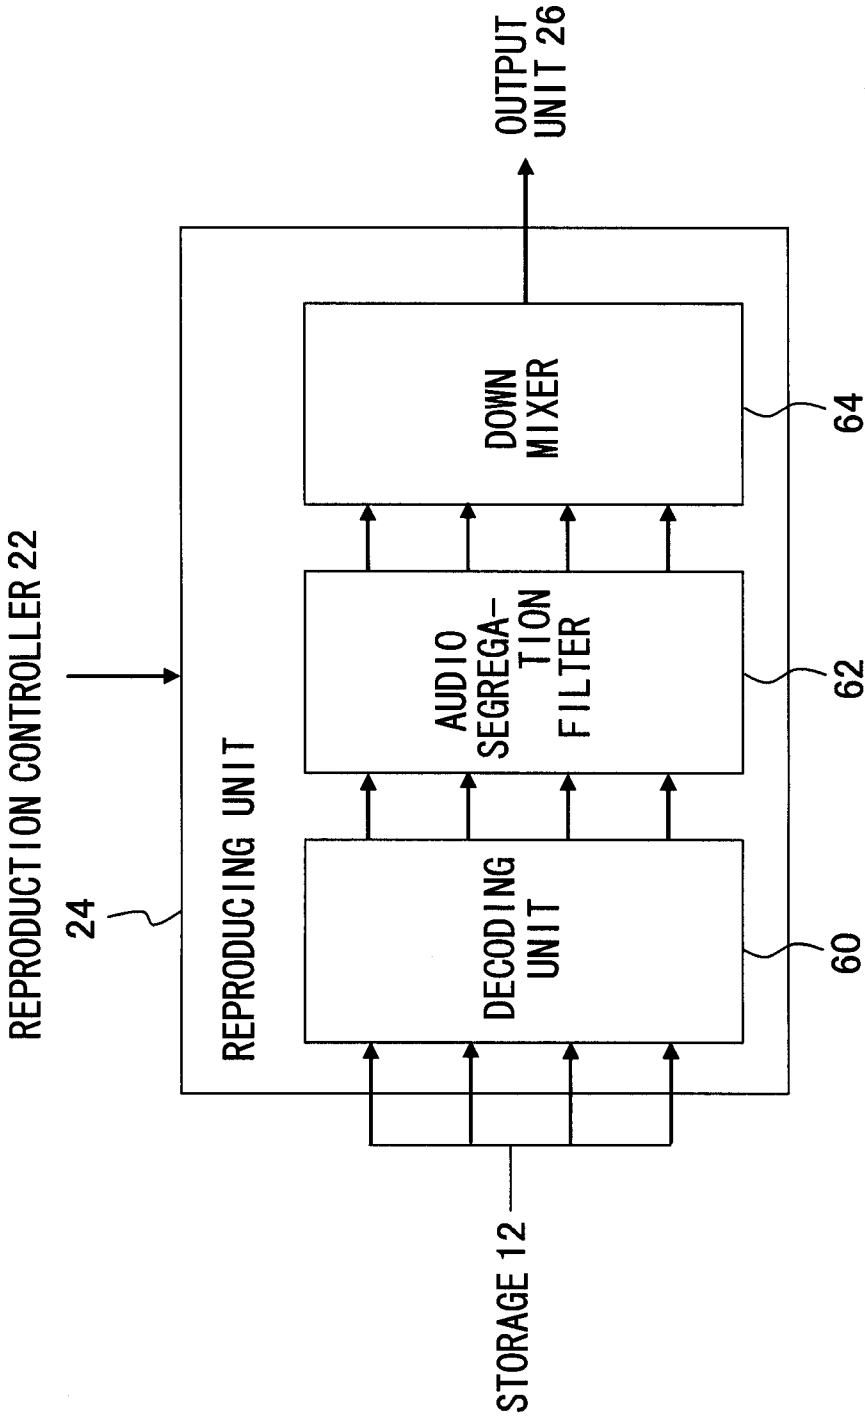 REPRODUCTION CONTROLLER 22
24
REPRODUCING UNIT
STORAGE 12
DECODING
UNIT
60
AUDIO
SEGREGA-
TION
FILTER
62
DOWN
MIXER
64
OUTPUT
UNIT 26